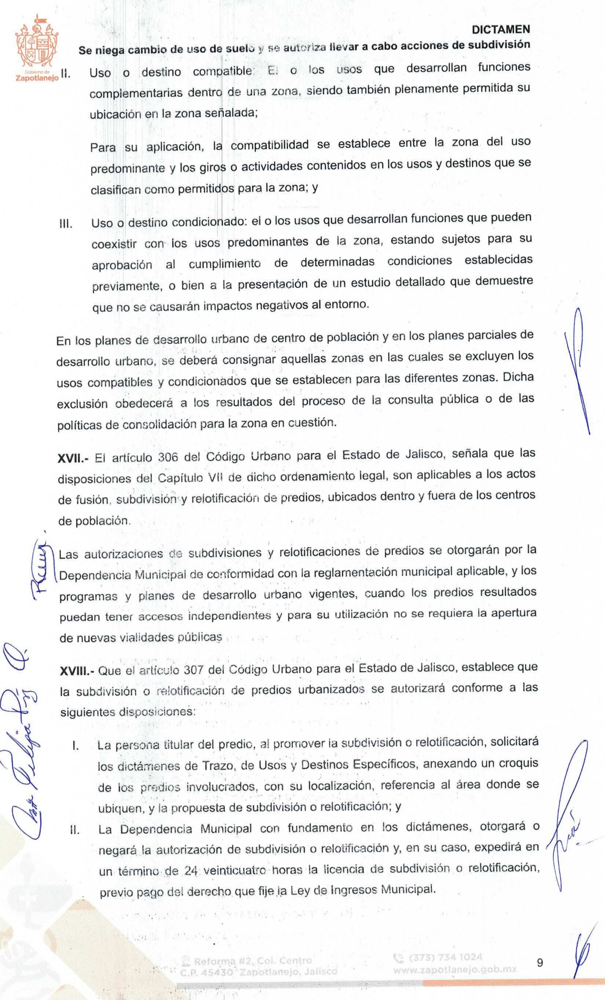 DICTAMEN
Se niega cambio de uso de suelo y se autoriza llevar a cabo acciones de subdivisión
Gobierno de
Zapotlanejo
II. Uso o destino compatible: El o los usos que desarrollan funciones
complementarias dentro de una zona, siendo también plenamente permitida su
ubicación en la zona señalada;
Para su aplicación, la compatibilidad se establece entre la zona del uso
predominante y los giros o actividades contenidos en los usos y destinos que se
clasifican como permitidos para la zona; y
III. Uso o destino condicionado: el o los usos que desarrollan funciones que pueden
coexistir con los usos predominantes de la zona, estando sujetos para su
aprobación al cumplimiento de determinadas condiciones establecidas
previamente, o bien a la presentación de un estudio detallado que demuestre
que no se causarán impactos negativos al entorno.
En los planes de desarrollo urbano de centro de población y en los planes parciales de
desarrollo urbano, se deberá consignar aquellas zonas en las cuales se excluyen los
usos compatibles y condicionados que se establecen para las diferentes zonas. Dicha
exclusión obedecerá a los resultados del proceso de la consulta pública o de las
políticas de consolidación para la zona en cuestión.
XVII.- El artículo 306 del Código Urbano para el Estado de Jalisco, señala que las
disposiciones del Capítulo VII de dicho ordenamiento legal, son aplicables a los actos
de fusión, subdivisión y relotificación de predios, ubicados dentro y fuera de los centros
de población.
Las autorizaciones de subdivisiones y relotificaciones de predios se otorgarán por la
Dependencia Municipal de conformidad con la reglamentación municipal aplicable, y los
programas y planes de desarrollo urbano vigentes, cuando los predios resultados
puedan tener accesos independientes y para su utilización no se requiera la apertura
de nuevas vialidades públicas
XVIII.- Que el artículo 307 del Código Urbano para el Estado de Jalisco, establece que
la subdivisión o relotificación de predios urbanizados se autorizará conforme a las
siguientes disposiciones:
I. La persona titular del predio, al promover la subdivisión o relotificación, solicitará
los dictámenes de Trazo, de Usos y Destinos Específicos, anexando un croquis
de los predios involucrados, con su localización, referencia al área donde se
ubiquen, y la propuesta de subdivisión o relotificación; y
II. La Dependencia Municipal con fundamento en los dictámenes, otorgará o
negará la autorización de subdivisión o relotificación y, en su caso, expedirá en
un término de 24 veinticuatro horas la licencia de subdivisión o relotificación,
previo pago del derecho que fije la Ley de Ingresos Municipal.
Reforma #2, Col. Centro
C.P. 45430 Zapotlanejo, Jalisco
(373) 734 1024
www.zapotlanejo.gob.mx
9